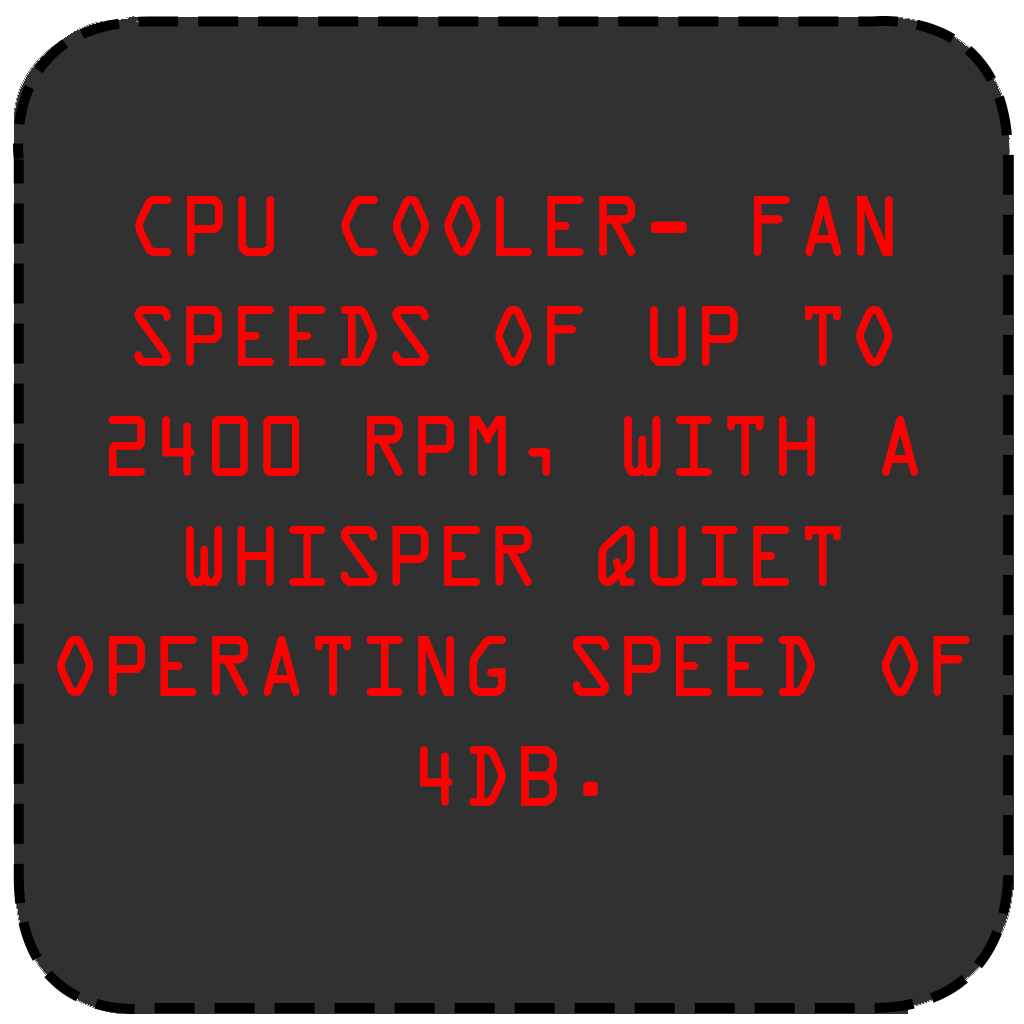 CPU COOLER- FAN
SPEEDS OF UP TO
2400 RPM, WITH A
WHISPER QUIET
OPERATING SPEED OF
4DB.